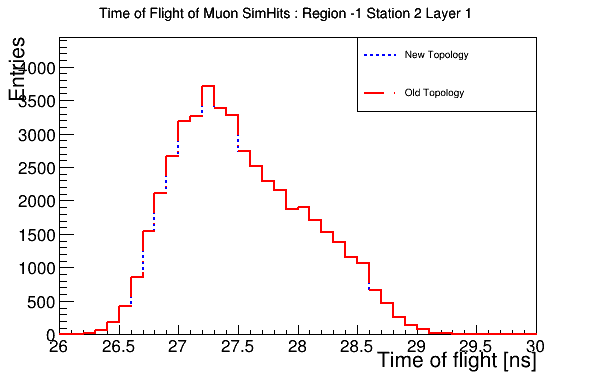 Time of Flight of Muon SimHits : Region -1 Station 2 Layer 1
Entries
New Topology
Old Topology
4000
3500
3000
2500
2000
1500
1000
500
0
26 26.5 27 27.5 28 28.5 29 29.5 30
Time of flight [ns]